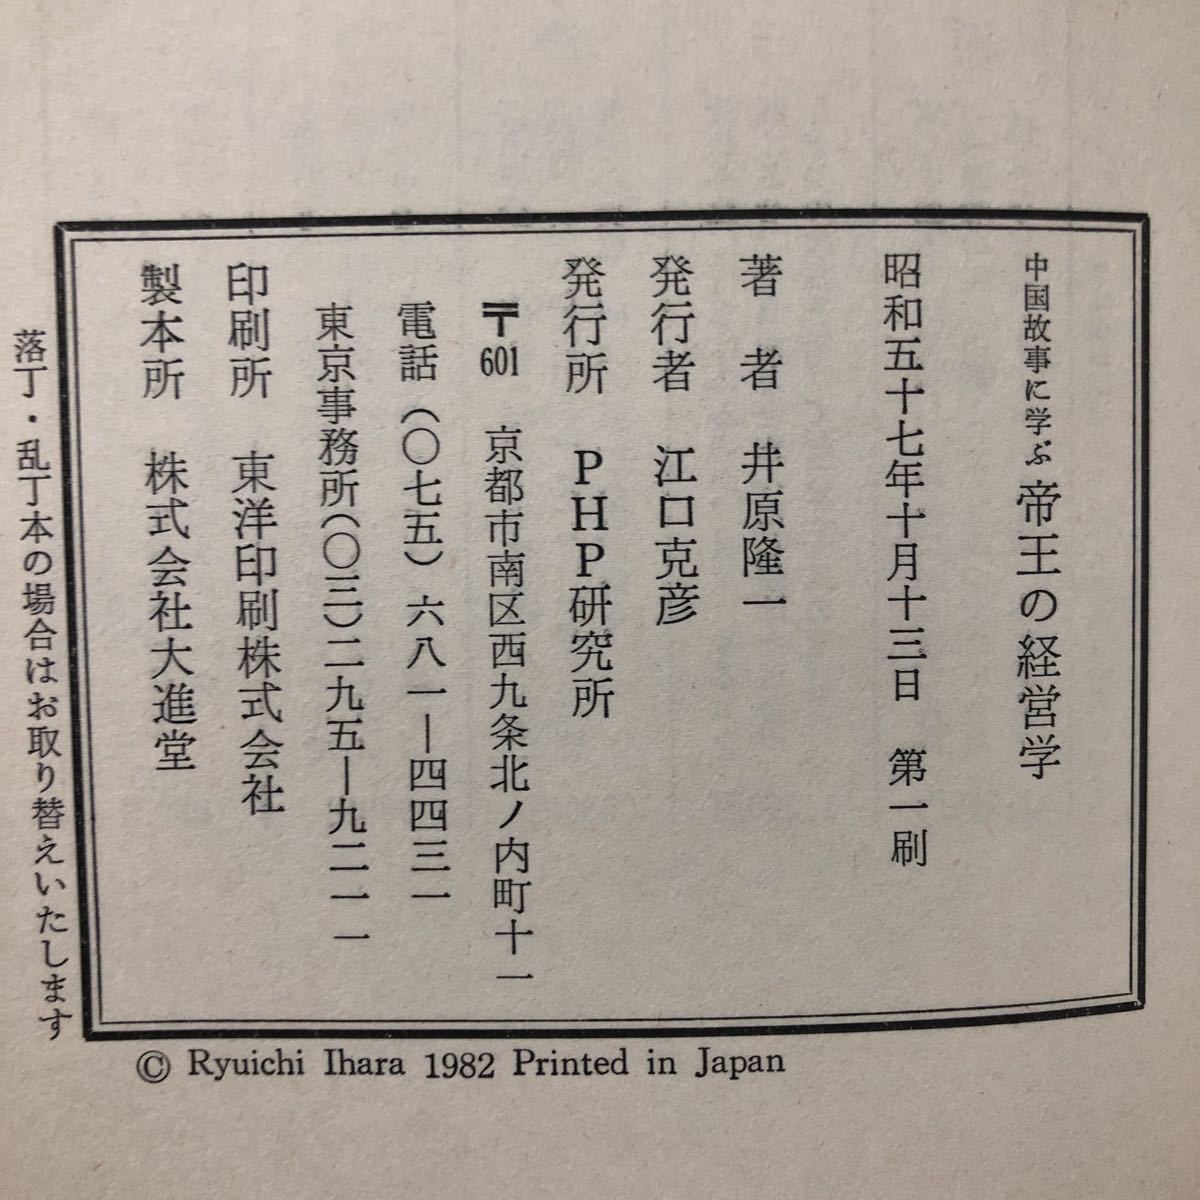 中国故事に学ぶ 帝王の経営学
昭和五十七年十月十三日 第一刷
著者 井原隆一
発行者 江口克彦
発行所 PHP研究所
〒601 京都市南区西九条北ノ内町十一
電話(〇七五)六八一―四四三一
東京事務所(〇三)二九五―九二一一
印刷所 東洋印刷株式会社
製本所 株式会社大進堂
落丁・乱丁本の場合はお取り替えいたします
© Ryuichi Ihara 1982 Printed in Japan